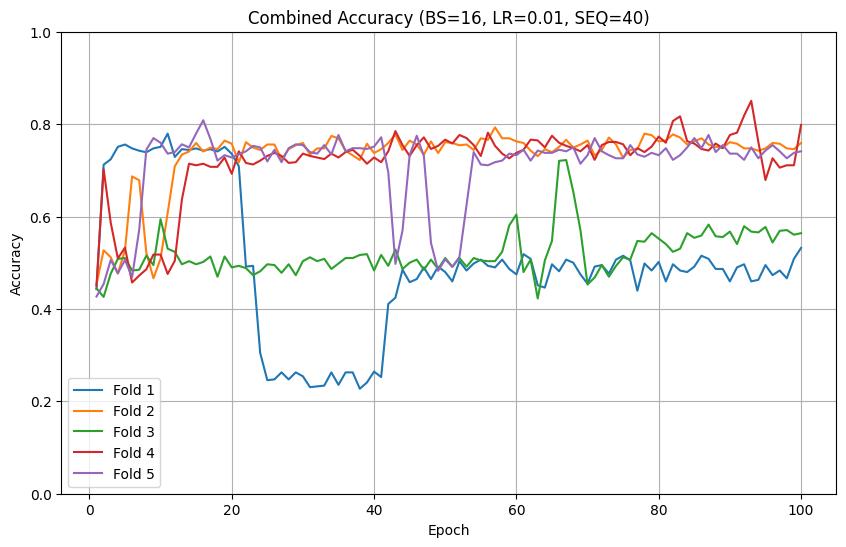 Combined Accuracy (BS=16, LR=0.01, SEQ=40)
1.0
0.8
0.6
0.4
0.2
0.0
Accuracy
Fold 1
Fold 2
Fold 3
Fold 4
Fold 5
0 20 40 60 80 100
Epoch